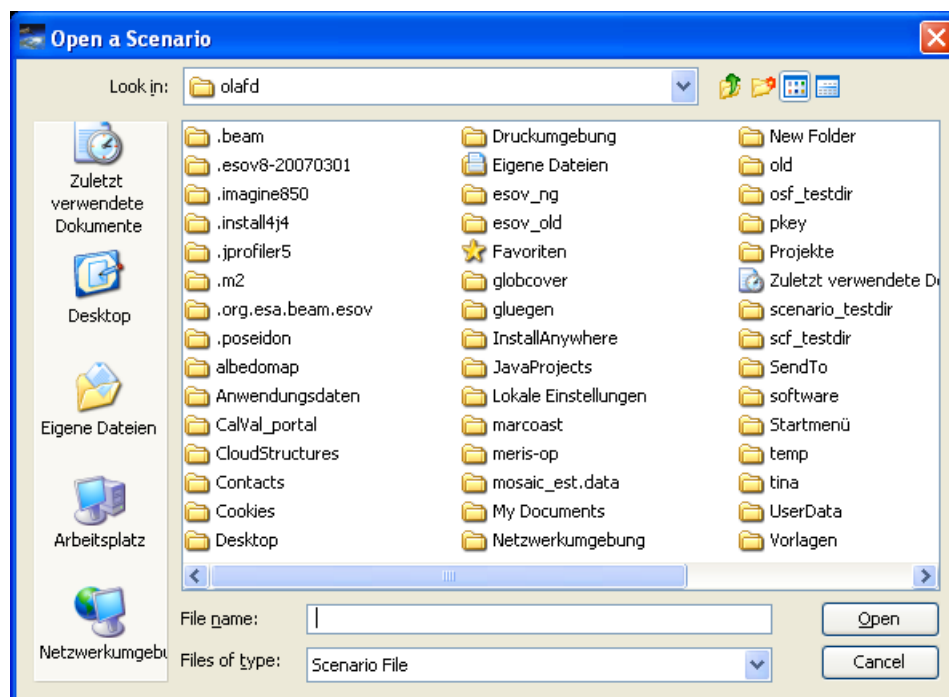 Open a Scenario
Look in:
olafd
Zuletzt
verwendete
Dokumente
Desktop
Eigene Dateien
Arbeitsplatz
Netzwerkumgebu
.beam
.esov8-20070301
.imagine850
.install4j4
.jprofiler5
.m2
.org.esa.beam.esov
.poseidon
albedomap
Anwendungsdaten
CalVal_portal
CloudStructures
Contacts
Cookies
Desktop
Druckumgebung
Eigene Dateien
esov_ng
esov_old
Favoriten
globcover
gluegen
InstallAnywhere
JavaProjects
Lokale Einstellungen
marcoast
meris-op
mosaic_est.data
My Documents
Netzwerkumgebung
New Folder
old
osf_testdir
pkey
Projekte
Zuletzt verwendete D
scenario_testdir
scf_testdir
SendTo
software
Startmenü
temp
tina
UserData
Vorlagen
File name:
Open
Files of type:
Scenario File
Cancel